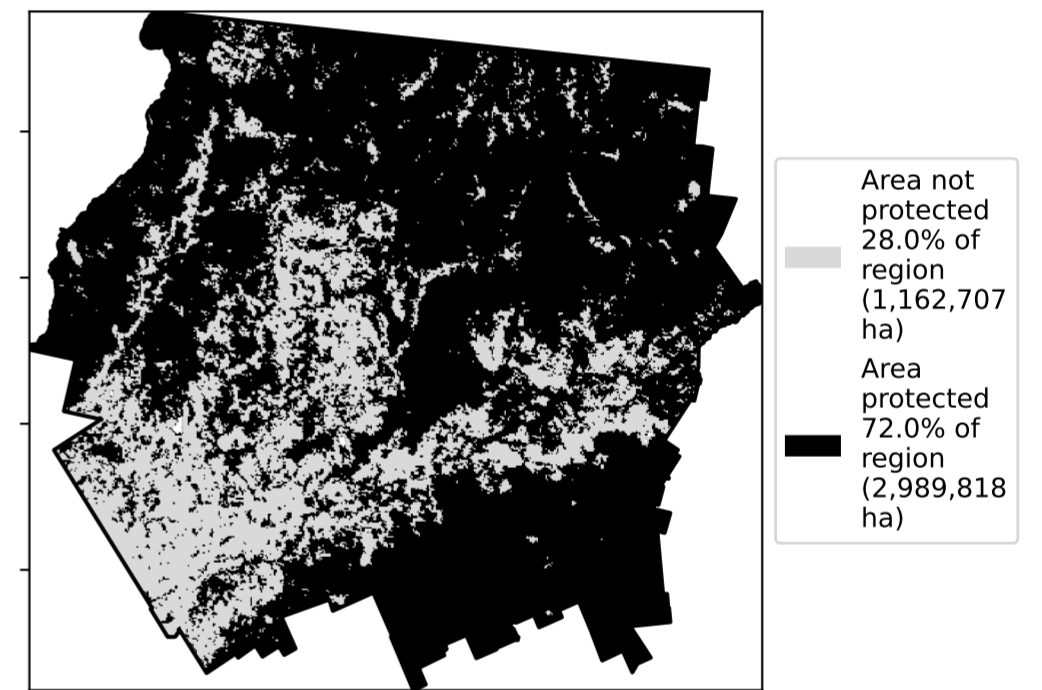 Area not
protected
28.0% of
region
(1,162,707
ha)
Area
protected
72.0% of
region
(2,989,818
ha)